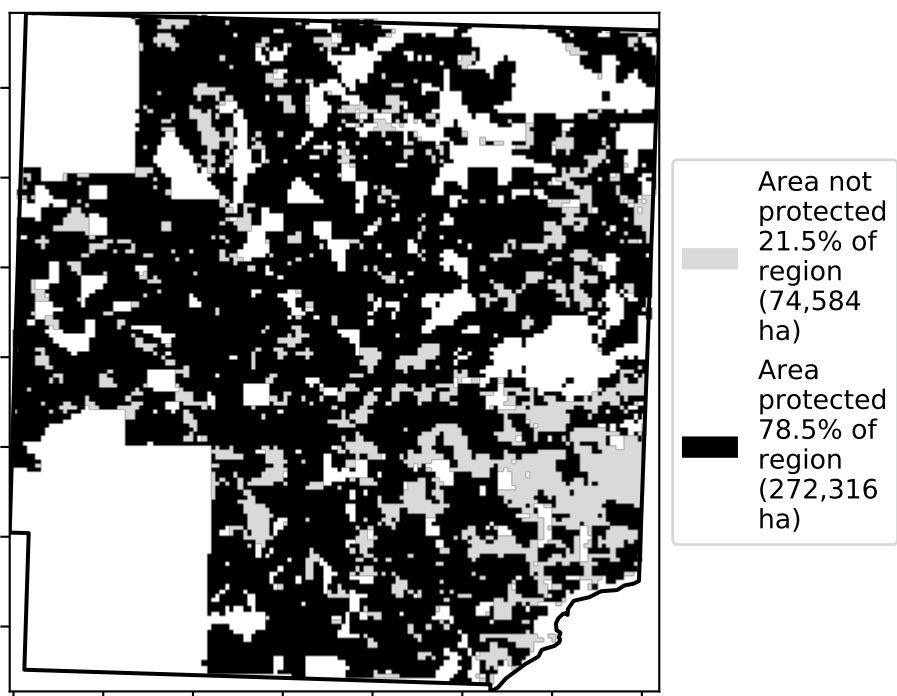 Area not
protected
21.5% of
region
(74,584
ha)
Area
protected
78.5% of
region
(272,316
ha)